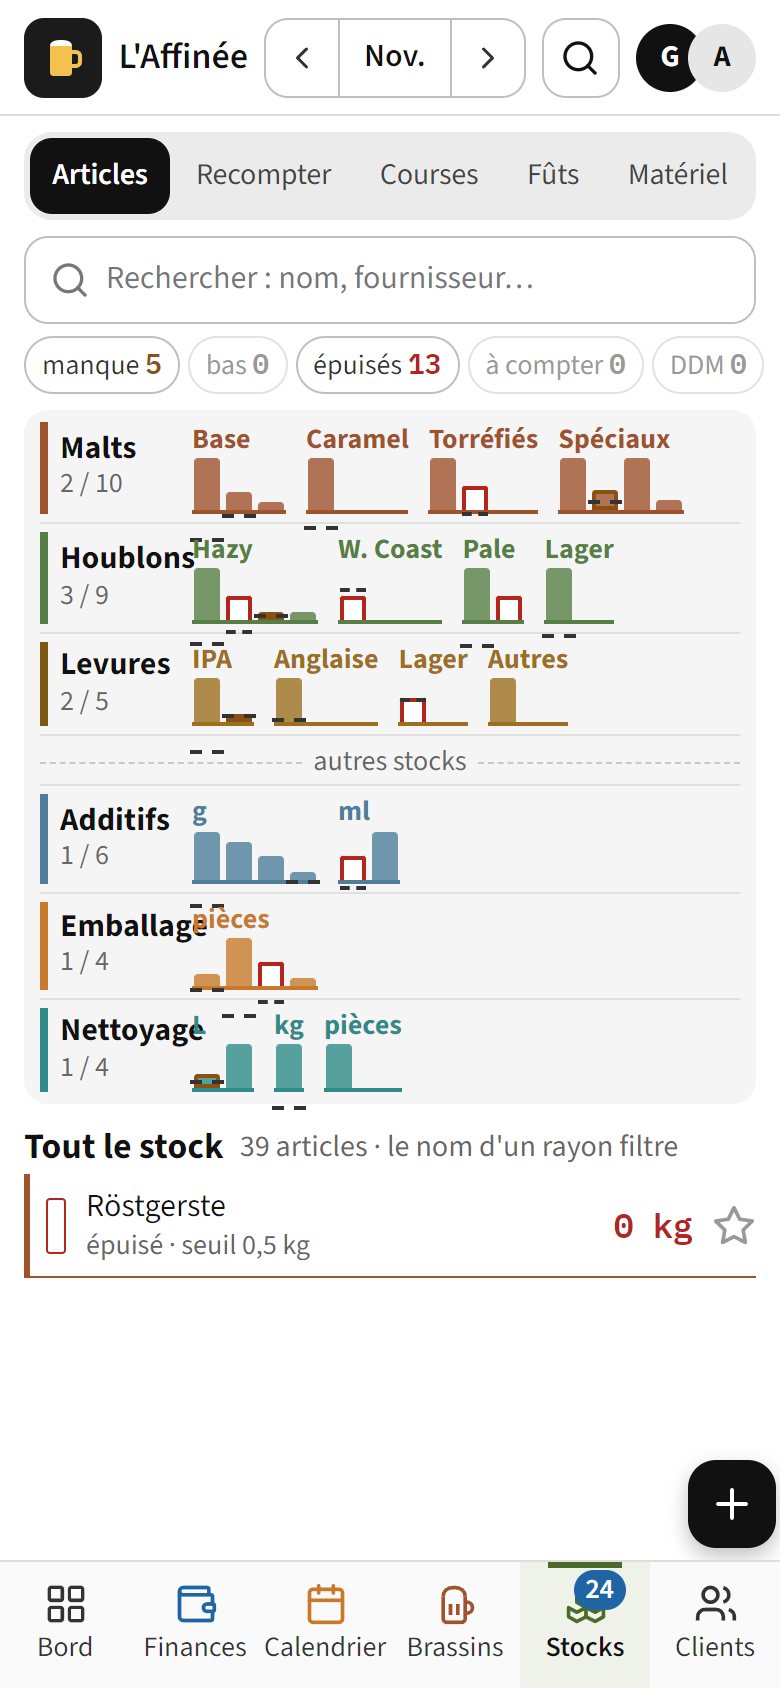 L'Affinée
Nov.
G A
Articles Recompter Courses Fûts Matériel
Rechercher : nom, fournisseur...
manque 5 bas 0 épuisés 13 à compter 0 DDM 0
Malts
2 / 10
Base Caramel Torréfiés Spéciaux
Houblons
3 / 9
Hazy W. Coast Pale Lager
Levures
2 / 5
IPA Anglaise Lager Autres
autres stocks
Additifs
1 / 6
g ml
Emballage
1 / 4
pièces
Nettoyage
1 / 4
L kg pièces
Tout le stock 39 articles · le nom d'un rayon filtre
Röstgerste
épuisé · seuil 0,5 kg
0 kg
24
Bord Finances Calendrier Brassins Stocks Clients